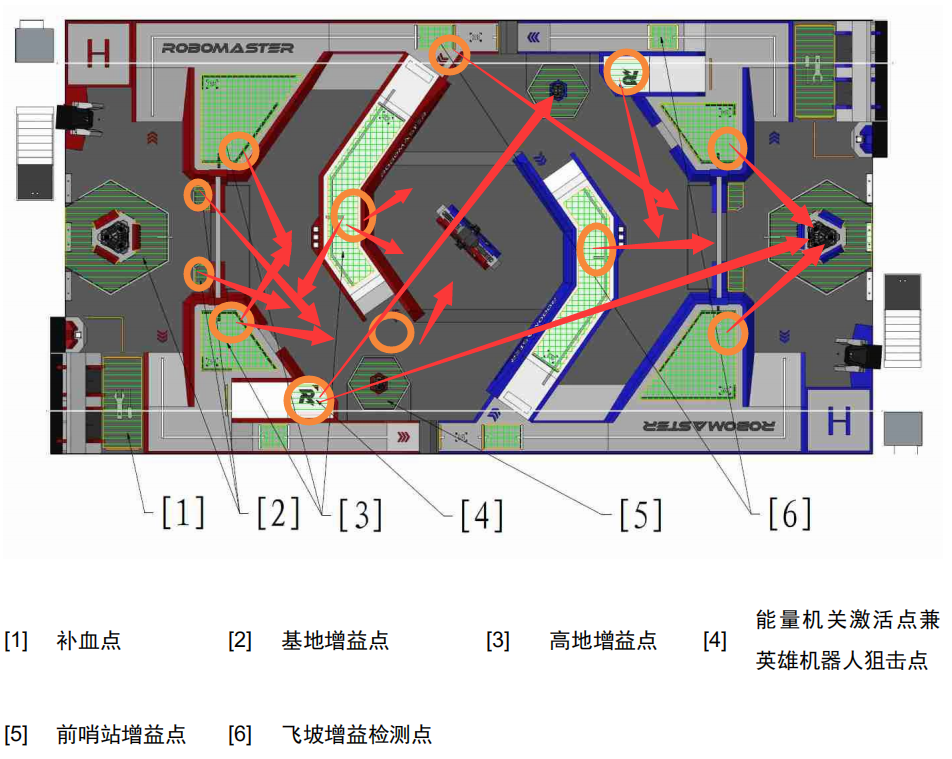 H
ROBOMASTER
R
ROBOMASTER
R
ROBOMASTER
H
[1]
[2]
[3]
[4]
[5]
[6]
[1] 补血点
[2] 基地增益点
[3] 高地增益点
[4] 能量机关激活点兼
英雄机器人狙击点
[5] 前哨站增益点
[6] 飞坡增益检测点